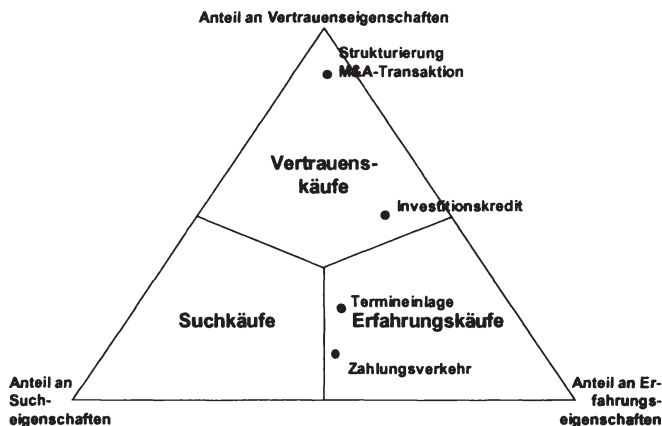 Anteil an Vertrauenseigenschaften
Strukturierung
M&A-Transaktion
Vertrauens-
käufe
Investitionskredit
Termineinlage
Suchkäufe
Erfahrungskäufe
Zahlungsverkehr
Anteil an
Such-
eigenschaften
Anteil an Er-
fahrungs-
eigenschaften